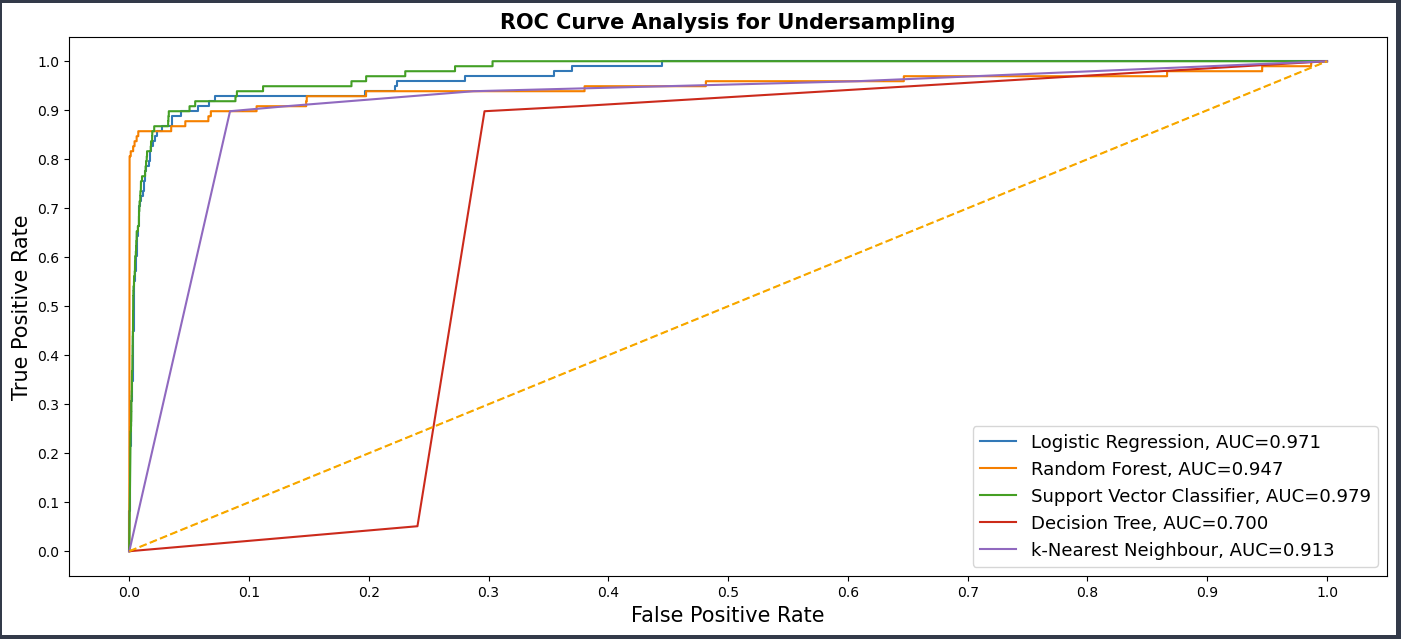 ROC Curve Analysis for Undersampling
True Positive Rate
1.0
0.9
0.8
0.7
0.6
0.5
0.4
0.3
0.2
0.1
0.0
Logistic Regression, AUC=0.971
Random Forest, AUC=0.947
Support Vector Classifier, AUC=0.979
Decision Tree, AUC=0.700
k-Nearest Neighbour, AUC=0.913
0.0 0.1 0.2 0.3 0.4 0.5 0.6 0.7 0.8 0.9 1.0
False Positive Rate